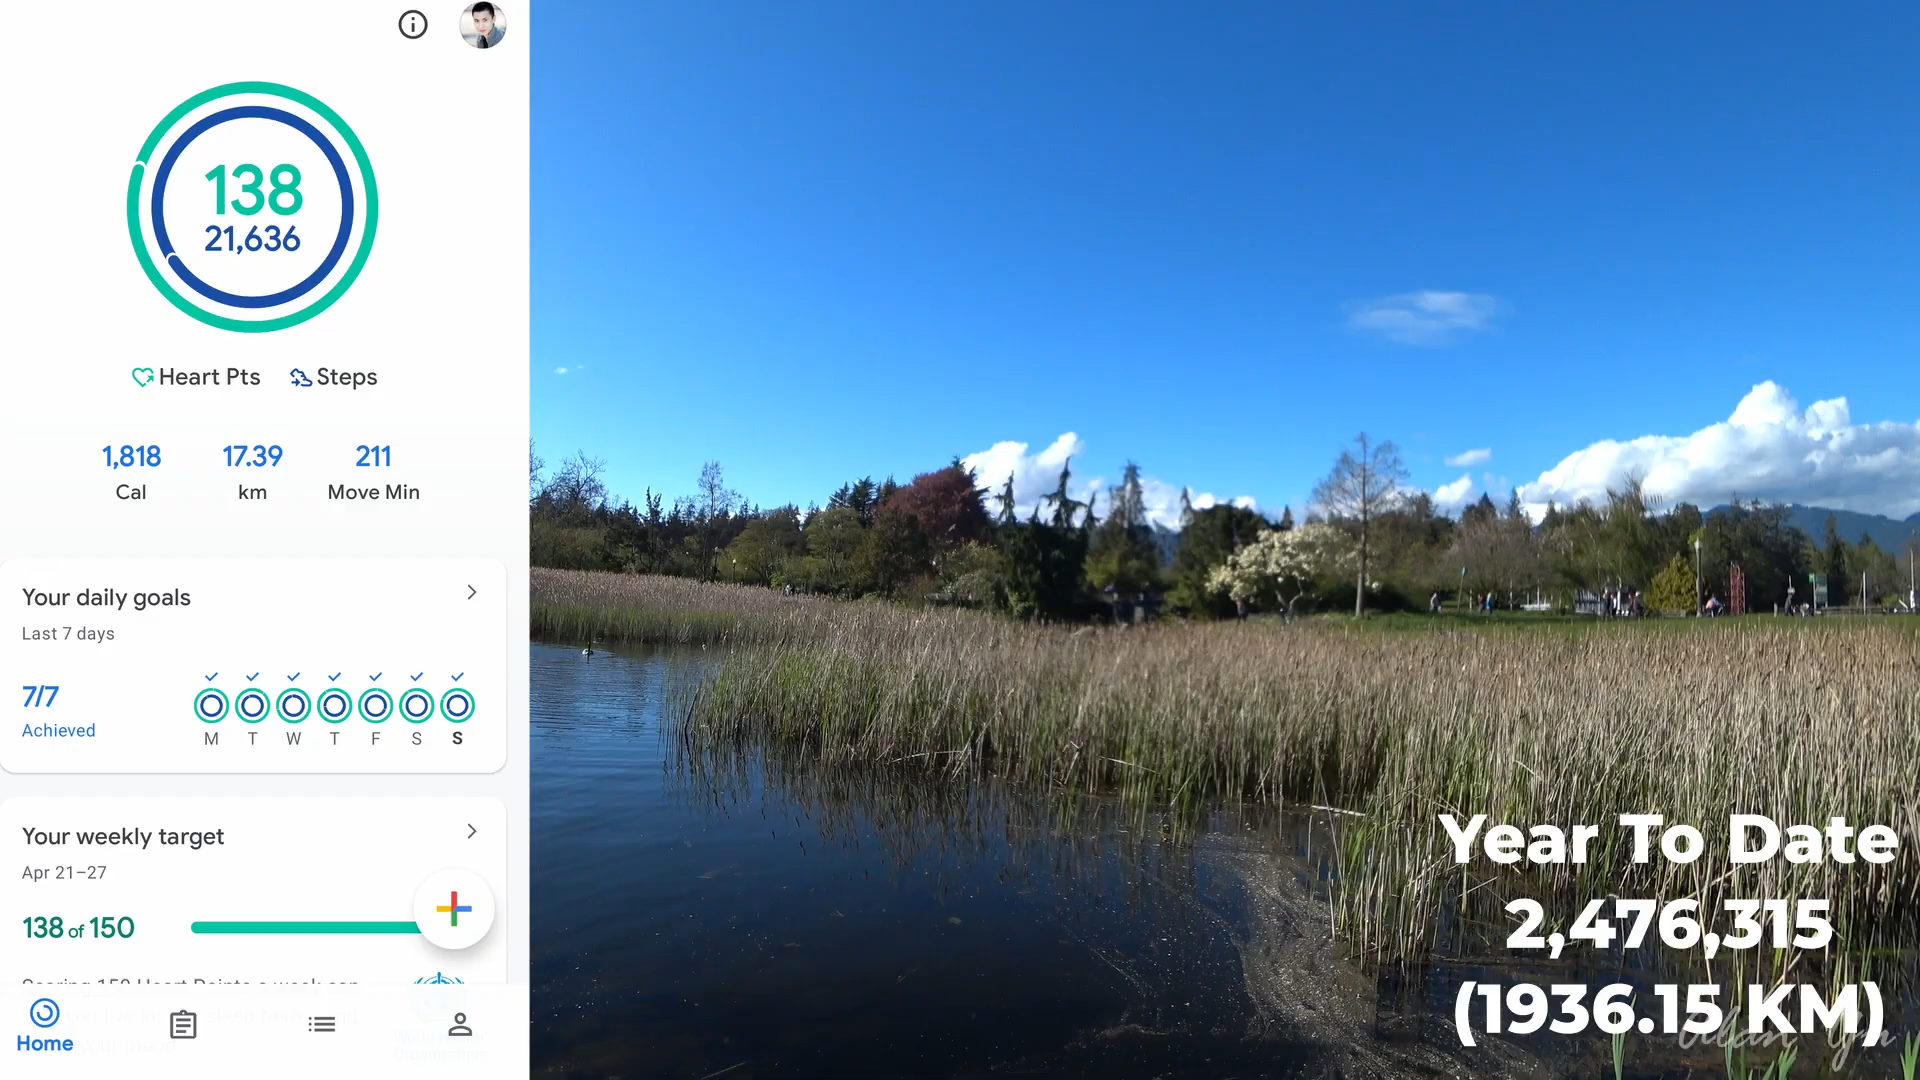 138
21,636
Heart Pts Steps
1,818 17.39 211
Cal km Move Min
Your daily goals
Last 7 days
7/7
Achieved
M T W T F S S
Your weekly target
Apr 21–27
138 of 150
Home
Year To Date
2,476,315
(1936.15 KM)